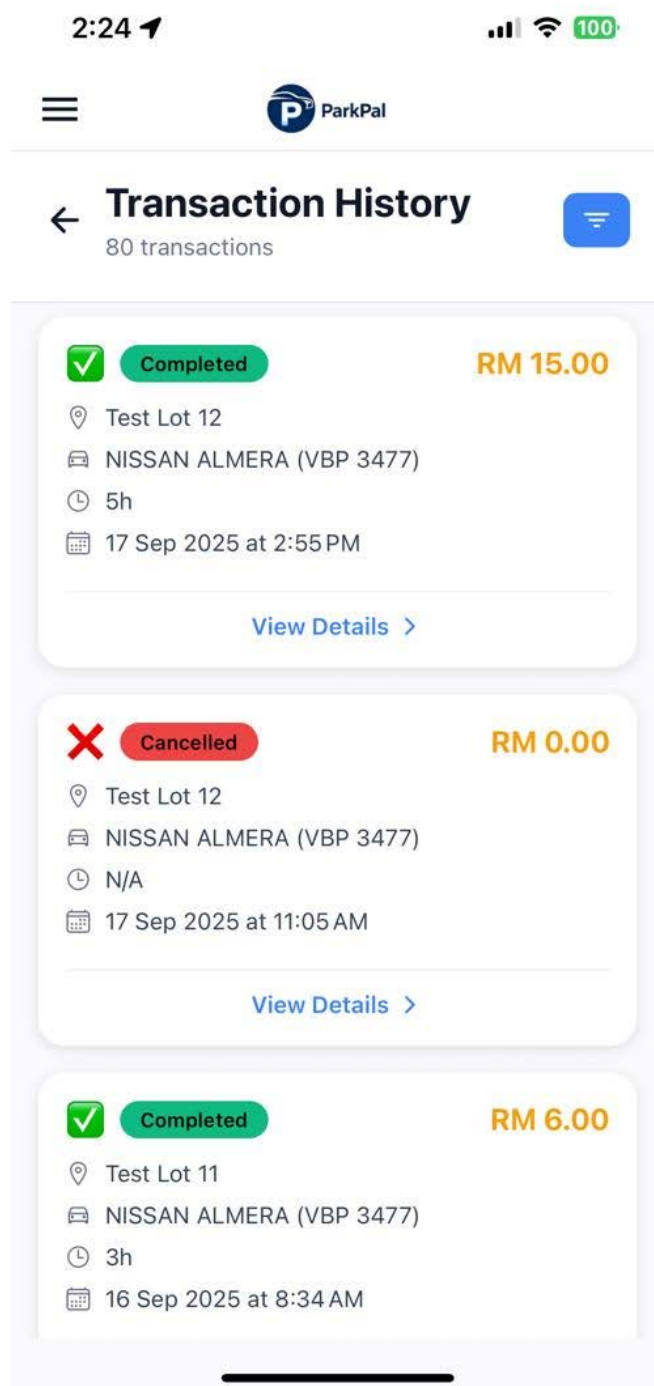 2:24
100
P ParkPal
Transaction History
80 transactions
Completed
RM 15.00
Test Lot 12
NISSAN ALMERA (VBP 3477)
5h
17 Sep 2025 at 2:55 PM
View Details
Cancelled
RM 0.00
Test Lot 12
NISSAN ALMERA (VBP 3477)
N/A
17 Sep 2025 at 11:05 AM
View Details
Completed
RM 6.00
Test Lot 11
NISSAN ALMERA (VBP 3477)
3h
16 Sep 2025 at 8:34 AM